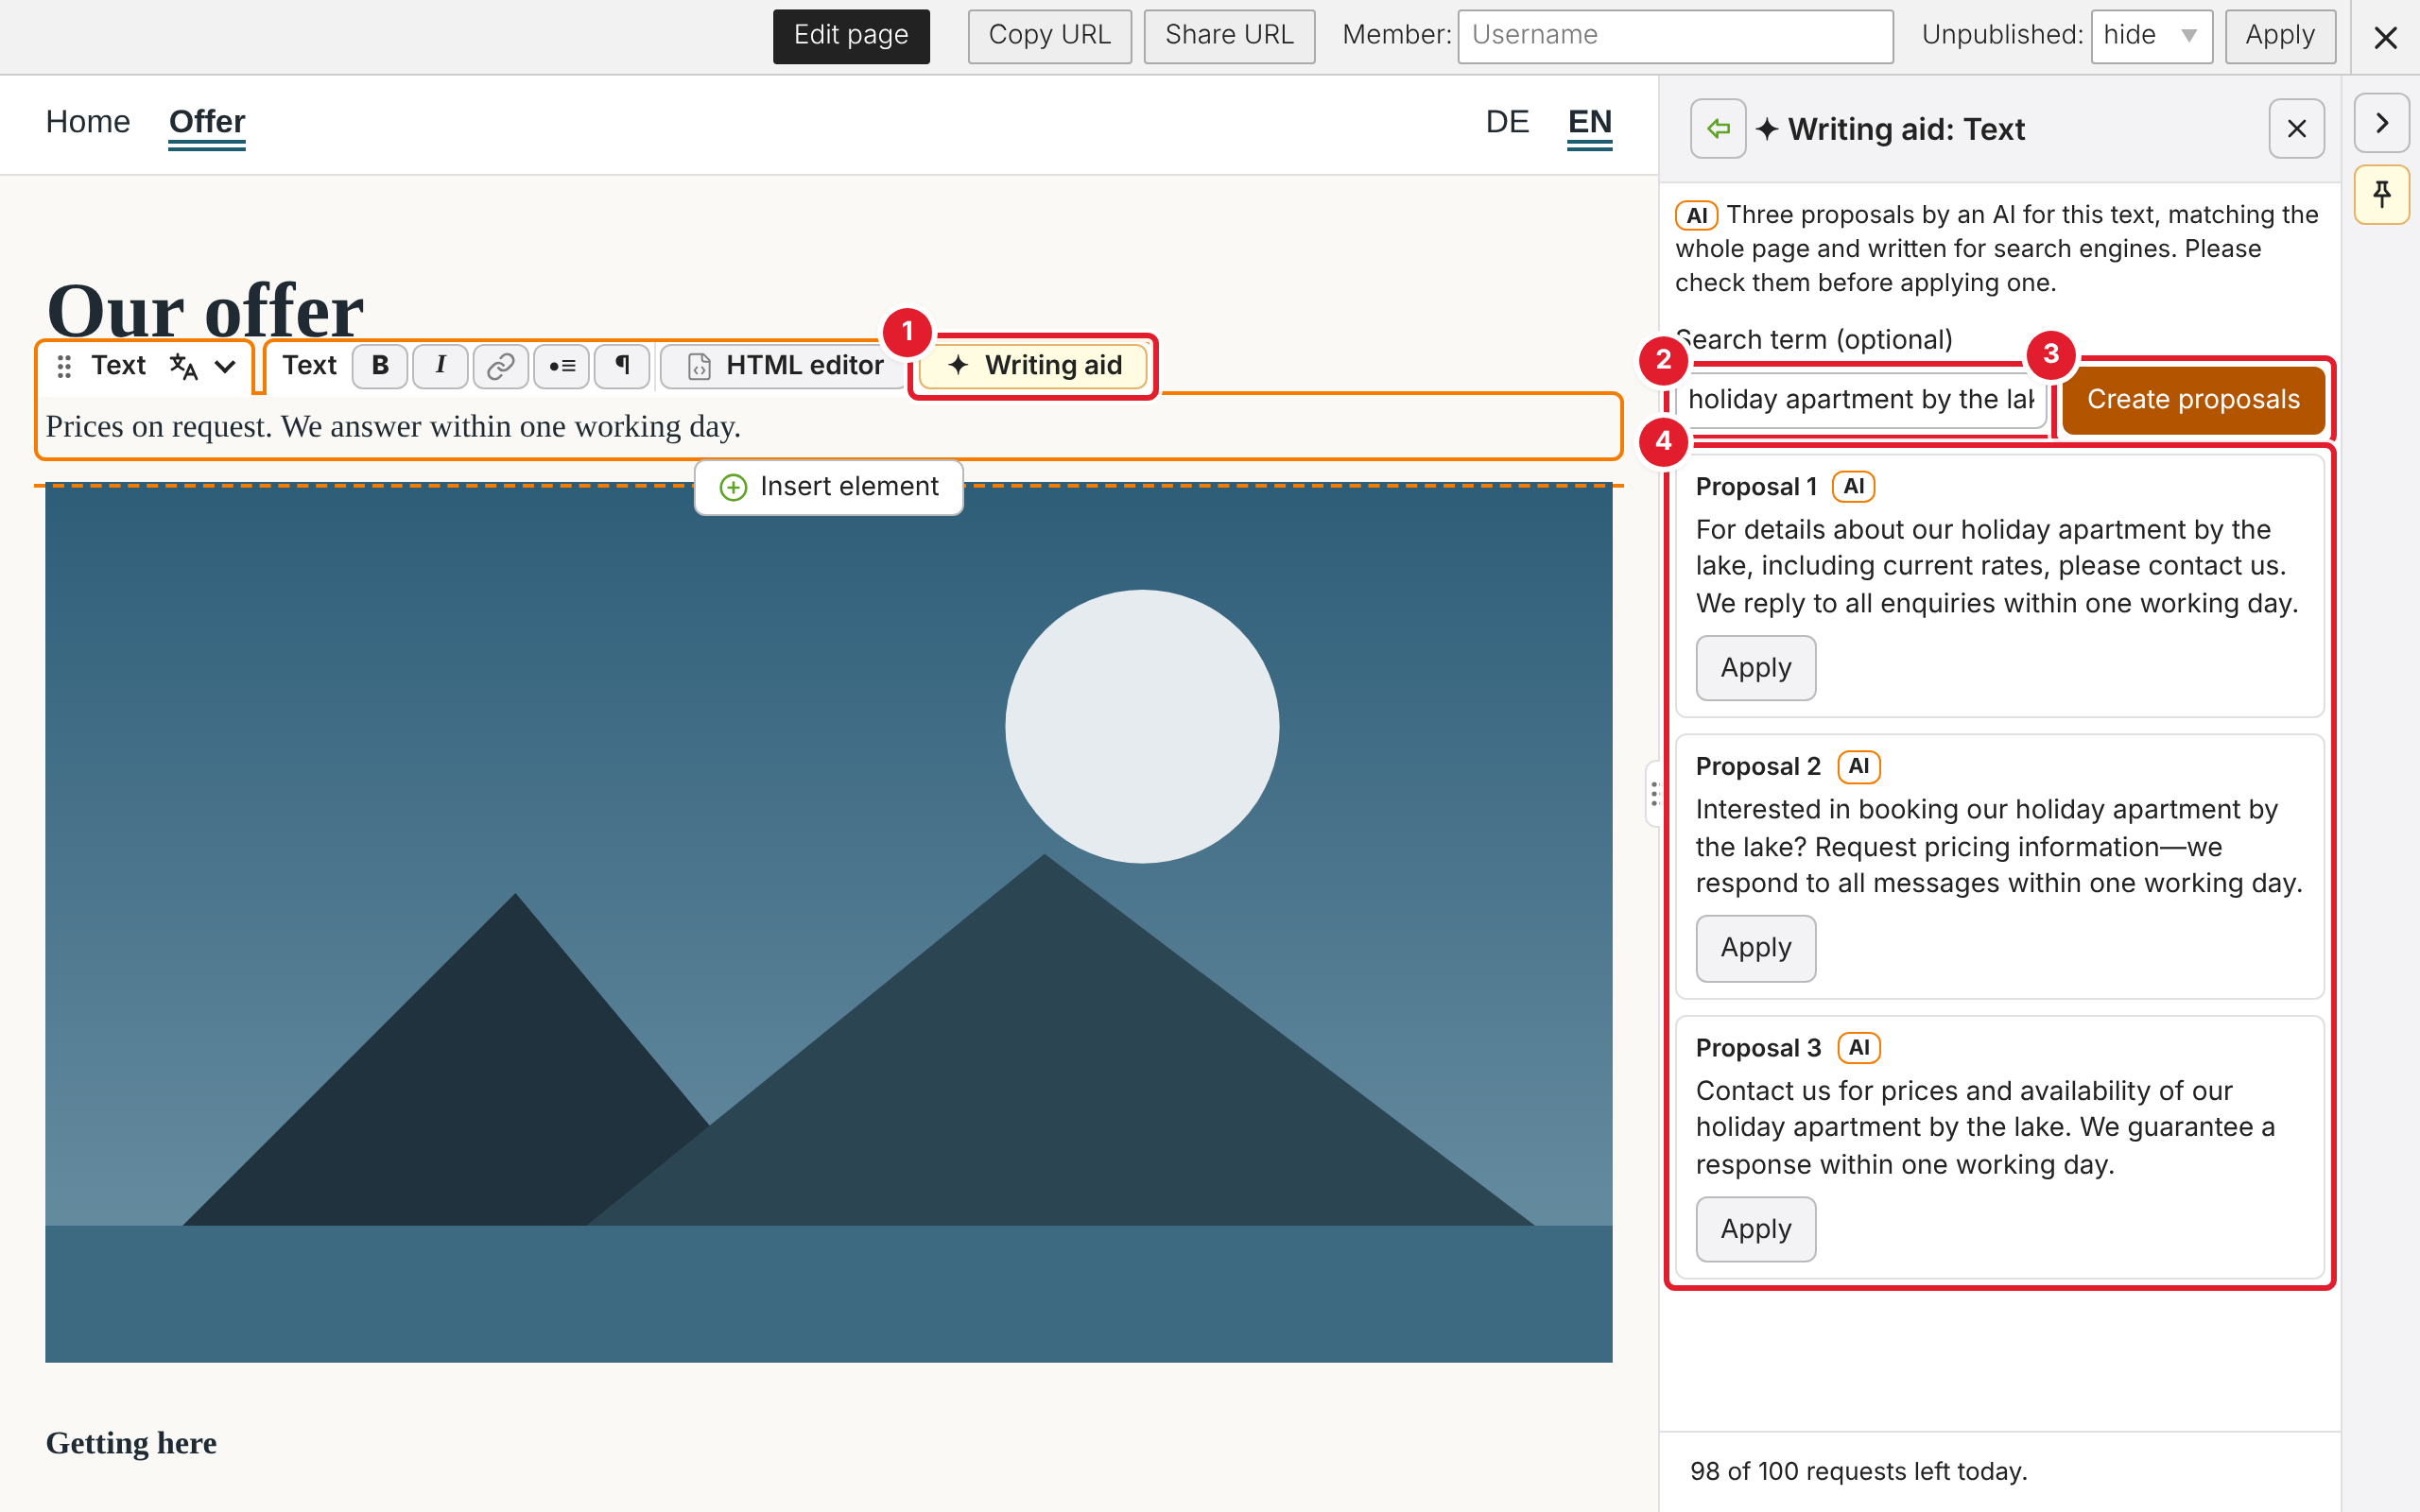 Edit page Copy URL Share URL Member: Username Unpublished: hide Apply
Home Offer DE EN
Our offer
Text Text B I HTML editor 1 Writing aid
Prices on request. We answer within one working day.
Insert element
Getting here
Writing aid: Text
AI Three proposals by an AI for this text, matching the
whole page and written for search engines. Please
check them before applying one.
Search term (optional)
2 holiday apartment by the lak 3 Create proposals
4
Proposal 1 AI
For details about our holiday apartment by the
lake, including current rates, please contact us.
We reply to all enquiries within one working day.
Apply
Proposal 2 AI
Interested in booking our holiday apartment by
the lake? Request pricing information—we
respond to all messages within one working day.
Apply
Proposal 3 AI
Contact us for prices and availability of our
holiday apartment by the lake. We guarantee a
response within one working day.
Apply
98 of 100 requests left today.